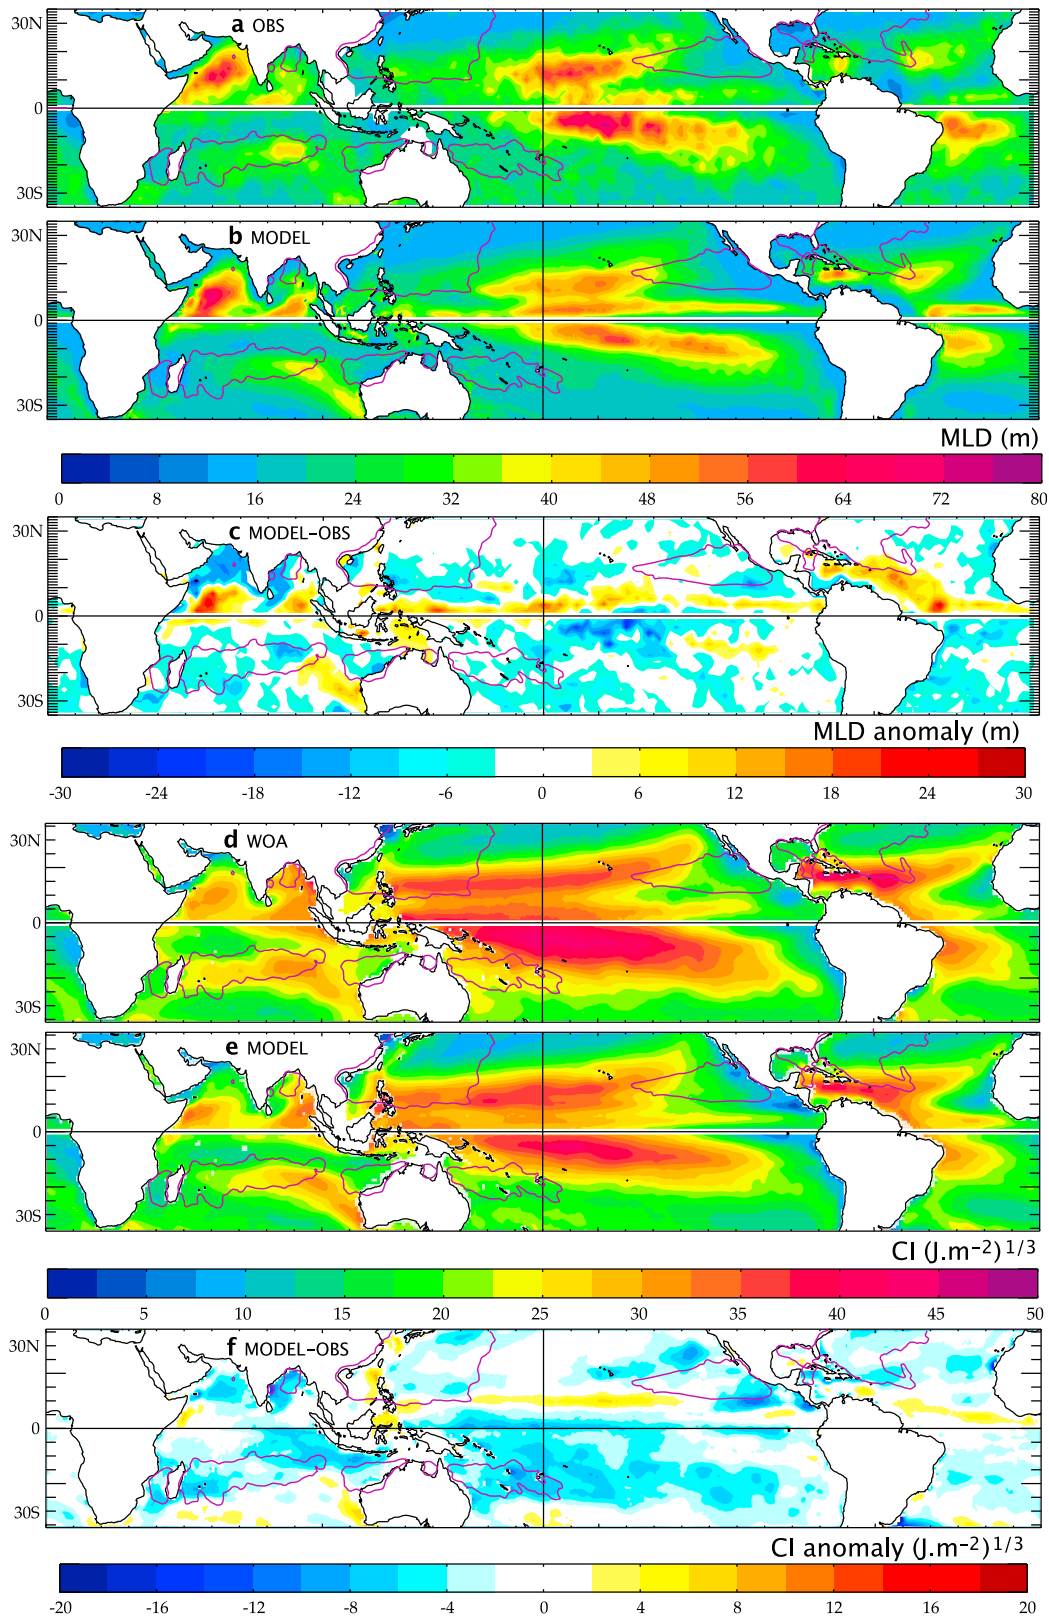 a OBS
30N
0
30S
b MODEL
30N
0
30S
MLD (m)
0 8 16 24 32 40 48 56 64 72 80
c MODEL-OBS
30N
0
30S
MLD anomaly (m)
-30 -24 -18 -12 -6 0 6 12 18 24 30
d WOA
30N
0
30S
e MODEL
30N
0
30S
CI (J.m-2)1/3
0 5 10 15 20 25 30 35 40 45 50
f MODEL-OBS
30N
0
30S
CI anomaly (J.m-2)1/3
-20 -16 -12 -8 -4 0 4 8 12 16 20